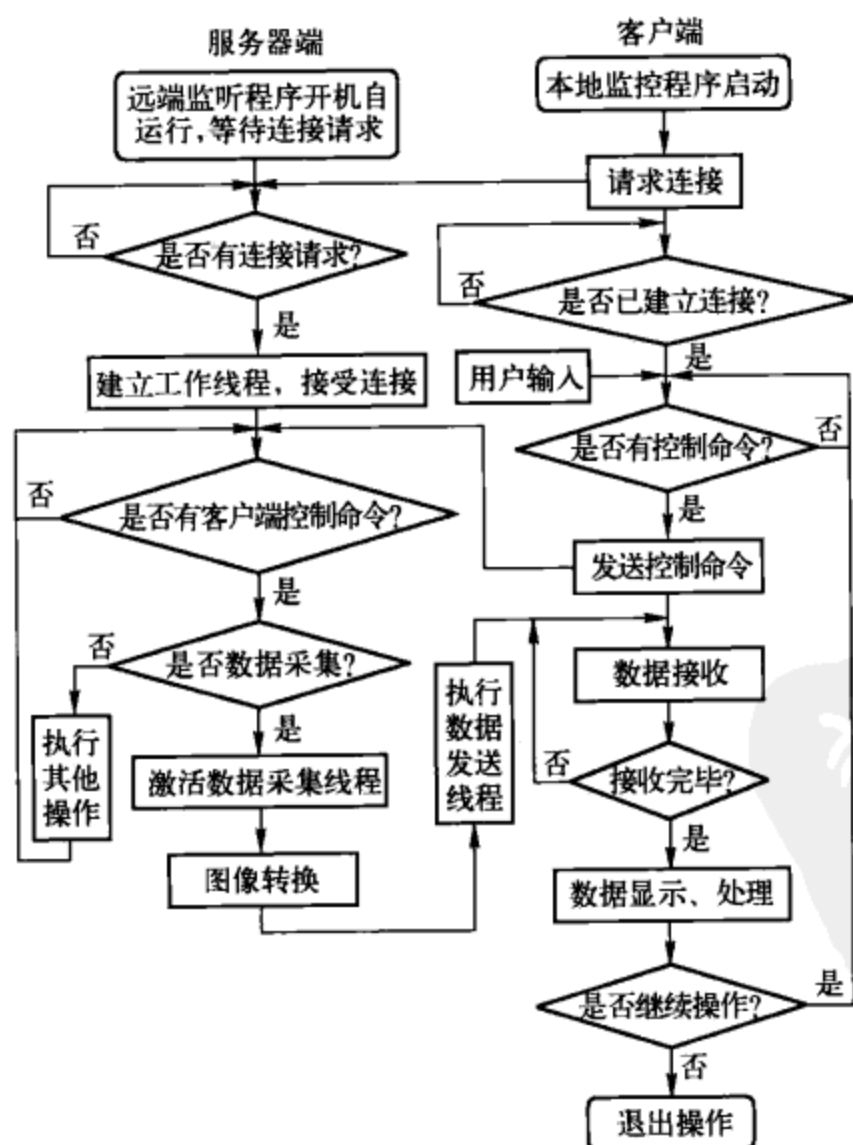 服务器端
远端监听程序开机自
运行,等待连接请求
是否有连接请求?
否
是
建立工作线程，接受连接
是否有客户端控制命令?
否
是
是否数据采集?
否
是
执行
其他
操作
激活数据采集线程
图像转换
执行
数据
发送
线程
客户端
本地监控程序启动
请求连接
是否已建立连接?
否
是
用户输入
是否有控制命令?
否
是
发送控制命令
数据接收
接收完毕?
否
是
数据显示、处理
是否继续操作?
是
否
退出操作